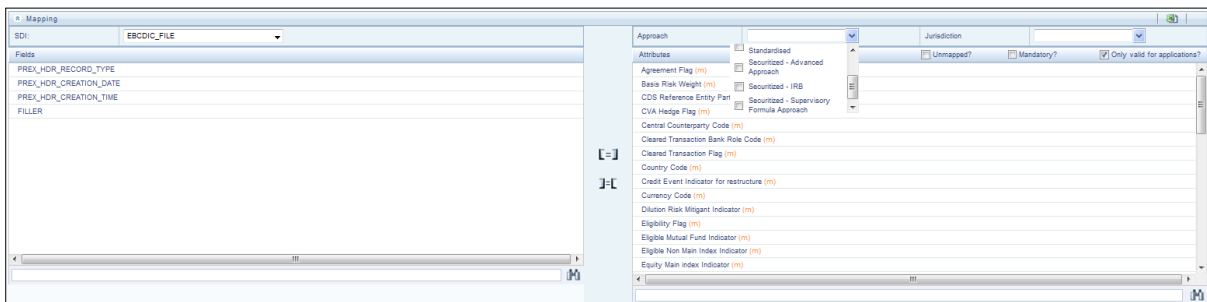 Mapping
SDI: EBCDIC_FILE
Fields
PREX_HDR_RECORD_TYPE
PREX_HDR_CREATION_DATE
PREX_HDR_CREATION_TIME
FILLER
[=]
]=[
Approach Jurisdiction
Attributes Unmapped? Mandatory? Only valid for applications?
Standardised
Securitized - Advanced
Approach
Securitized - IRB
Securitized - Supervisory
Formula Approach
Agreement Flag (m)
Basis Risk Weight (m)
CDS Reference Entity Part
CVA Hedge Flag (m)
Central Counterparty Code (m)
Cleared Transaction Bank Role Code (m)
Cleared Transaction Flag (m)
Country Code (m)
Credit Event Indicator for restructure (m)
Currency Code (m)
Dilution Risk Mitigant Indicator (m)
Eligibility Flag (m)
Eligible Mutual Fund Indicator (m)
Eligible Non Main Index Indicator (m)
Equity Main index Indicator (m)